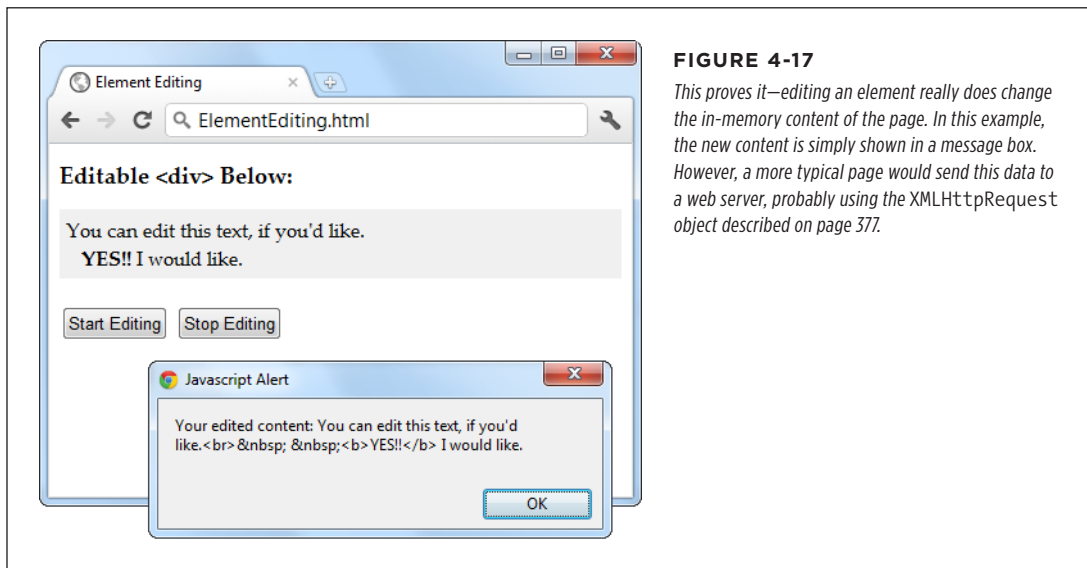 Element Editing
ElementEditing.html
Editable <div> Below:
You can edit this text, if you'd like.
YES!! I would like.
Start Editing Stop Editing
Javascript Alert
Your edited content: You can edit this text, if you'd
like.<br>&nbsp; &nbsp;<b>YES!!</b> I would like.
OK
FIGURE 4-17
This proves it—editing an element really does change
the in-memory content of the page. In this example,
the new content is simply shown in a message box.
However, a more typical page would send this data to
a web server, probably using the XMLHttpRequest
object described on page 377.